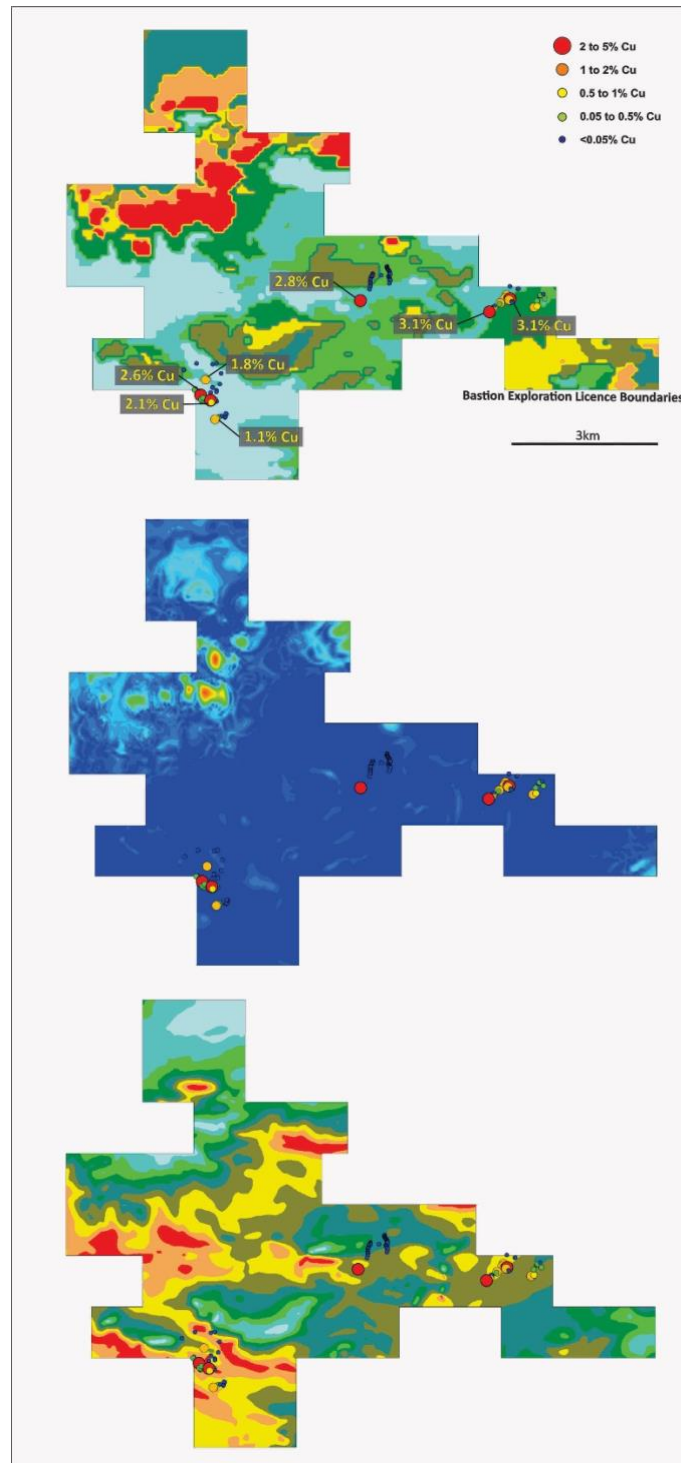 2 to 5% Cu
1 to 2% Cu
0.5 to 1% Cu
0.05 to 0.5% Cu
<0.05% Cu
2.8% Cu
3.1% Cu
3.1% Cu
1.8% Cu
2.6% Cu
2.1% Cu
1.1% Cu
Bastion Exploration Licence Boundaries
3km